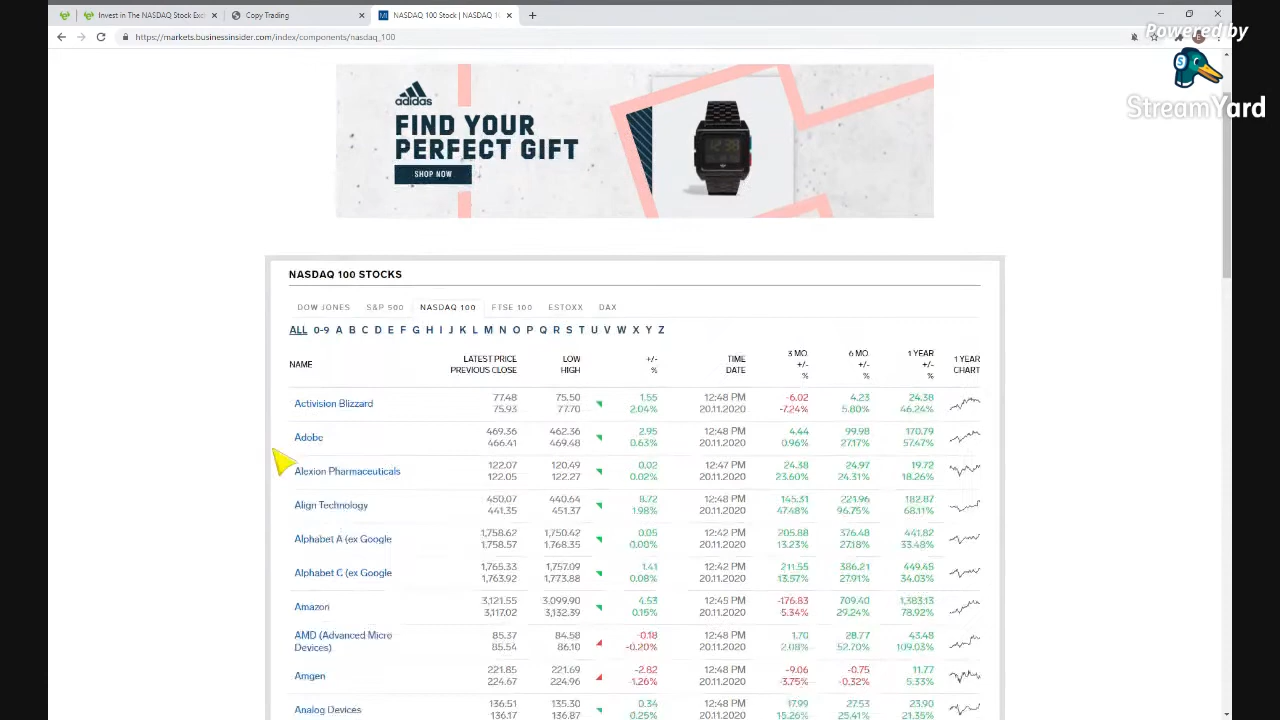 Invest in The NASDAQ Stock Exc
Copy Trading
NASDAQ 100 Stock | NASDAQ 1
https://markets.businessinsider.com/index/components/nasdaq_100
Powered by
StreamYard
adidas
FIND YOUR
PERFECT GIFT
SHOP NOW
NASDAQ 100 STOCKS
DOW JONES S&P 500 NASDAQ 100 FTSE 100 ESTOXX DAX
ALL 0-9 A B C D E F G H I J K L M N O P Q R S T U V W X Y Z
NAME LATEST PRICE LOW +/- TIME 3 MO. 6 MO. 1 YEAR 1 YEAR
PREVIOUS CLOSE HIGH % DATE +/- +/- +/- CHART
% % %
Activision Blizzard 77.48 75.50 1.55 12:48 PM -6.02 4.23 24.38
75.93 77.70 2.04% 20.11.2020 -7.24% 5.80% 46.24%
Adobe 469.36 462.36 2.95 12:48 PM 4.44 99.98 170.79
466.41 469.48 0.63% 20.11.2020 0.96% 27.17% 57.47%
Alexion Pharmaceuticals 122.07 120.49 0.02 12:47 PM 24.38 24.97 19.72
122.05 122.27 0.02% 20.11.2020 23.60% 24.31% 18.26%
Align Technology 450.07 440.64 8.72 12:48 PM 145.31 221.96 182.87
441.35 451.37 1.98% 20.11.2020 47.48% 96.75% 68.11%
Alphabet A (ex Google 1,758.62 1,750.42 0.05 12:42 PM 205.88 376.48 441.82
1,758.57 1,768.35 0.00% 20.11.2020 13.23% 27.18% 33.48%
Alphabet C (ex Google 1,765.33 1,757.09 1.41 12:42 PM 211.55 386.21 449.45
1,763.92 1,773.88 0.08% 20.11.2020 13.57% 27.91% 34.03%
Amazon 3,121.55 3,099.90 4.53 12:45 PM -176.83 709.40 1,383.13
3,117.02 3,132.39 0.15% 20.11.2020 -5.34% 29.24% 78.92%
AMD (Advanced Micro 85.37 84.58 -0.18 12:48 PM 1.70 28.77 43.48
Devices) 85.54 86.10 -0.20% 20.11.2020 2.08% 52.70% 109.03%
Amgen 221.85 221.69 -2.82 12:48 PM -9.06 -0.75 11.77
224.67 224.96 -1.26% 20.11.2020 -3.75% -0.32% 5.33%
Analog Devices 136.51 135.30 0.34 12:48 PM 17.99 27.53 23.90
136.17 136.87 0.25% 20.11.2020 15.26% 25.41% 21.35%